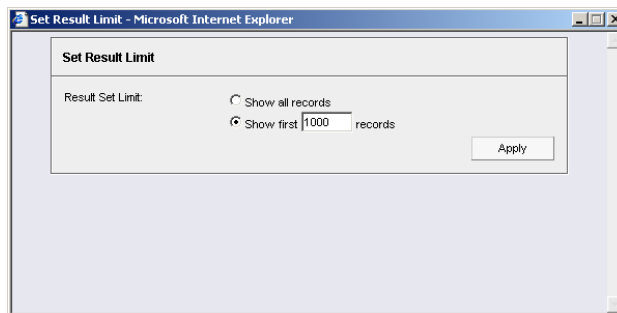 Set Result Limit - Microsoft Internet Explorer
Set Result Limit
Result Set Limit:
Show all records
Show first 1000 records
Apply